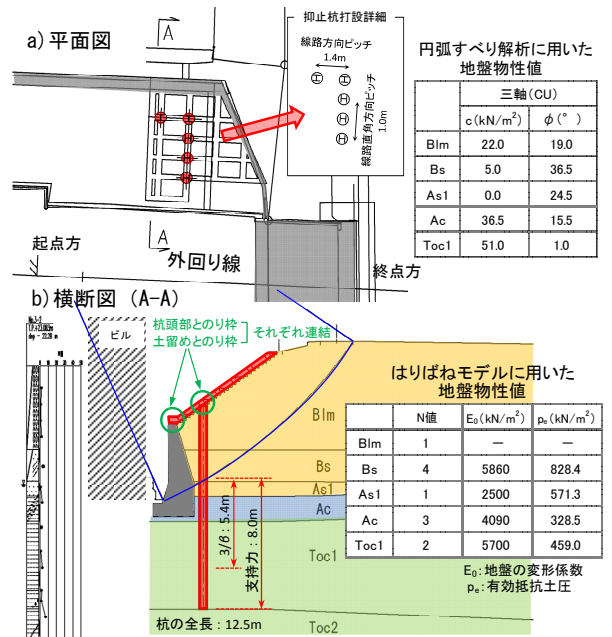 a) 平面図
A
抑止杭打設詳細
線路方向ピッチ
1.4m
線路直角方向ピッチ
1.0m
A
起点方
外回り線
終点方
円弧すべり解析に用いた
地盤物性値
三軸(CU)
c(kN/m²) φ(°)
Blm 22.0 19.0
Bs 5.0 36.5
As1 0.0 24.5
Ac 36.5 15.5
Toc1 51.0 1.0
b) 横断図 (A-A)
ビル
杭頭部とのり枠
土留めとのり枠
それぞれ連結
Blm
Bs
As1
Ac
Toc1
Toc2
3/β:5.4m
支持力:8.0m
杭の全長:12.5m
はりばねモデルに用いた
地盤物性値
N値 E₀(kN/m²) pₑ(kN/m²)
Blm 1 — —
Bs 4 5860 828.4
As1 1 2500 571.3
Ac 3 4090 328.5
Toc1 2 5700 459.0
E₀:地盤の変形係数
pₑ:有効抵抗土圧